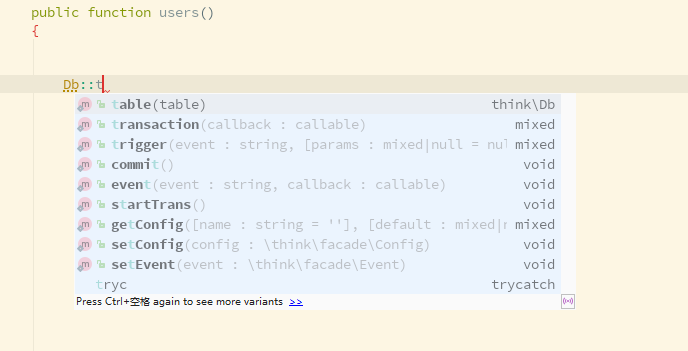 public function users()
{
Db::t
table(table) think\Db
transaction(callback : callable) mixed
trigger(event : string, [params : mixed|null = nul mixed
commit() void
event(event : string, callback : callable) void
startTrans() void
getConfig([name : string = ''], [default : mixed|r mixed
setConfig(config : \think\facade\Config) void
setEvent(event : \think\facade\Event) void
tryc trycatch
Press Ctrl+空格 again to see more variants >>